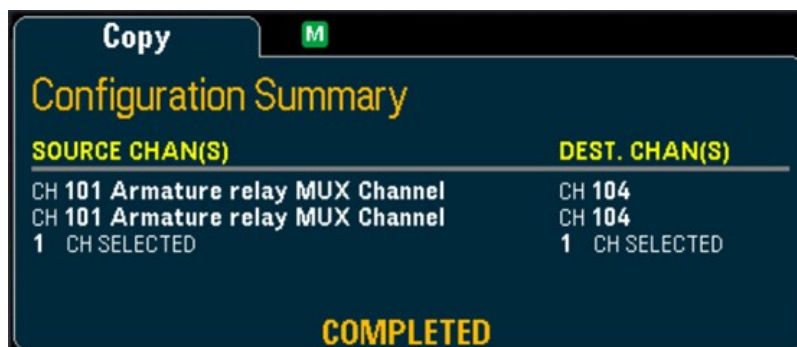 Copy M
Configuration Summary
SOURCE CHAN(S) DEST. CHAN(S)
CH 101 Armature relay MUX Channel CH 104
CH 101 Armature relay MUX Channel CH 104
1 CH SELECTED 1 CH SELECTED
COMPLETED